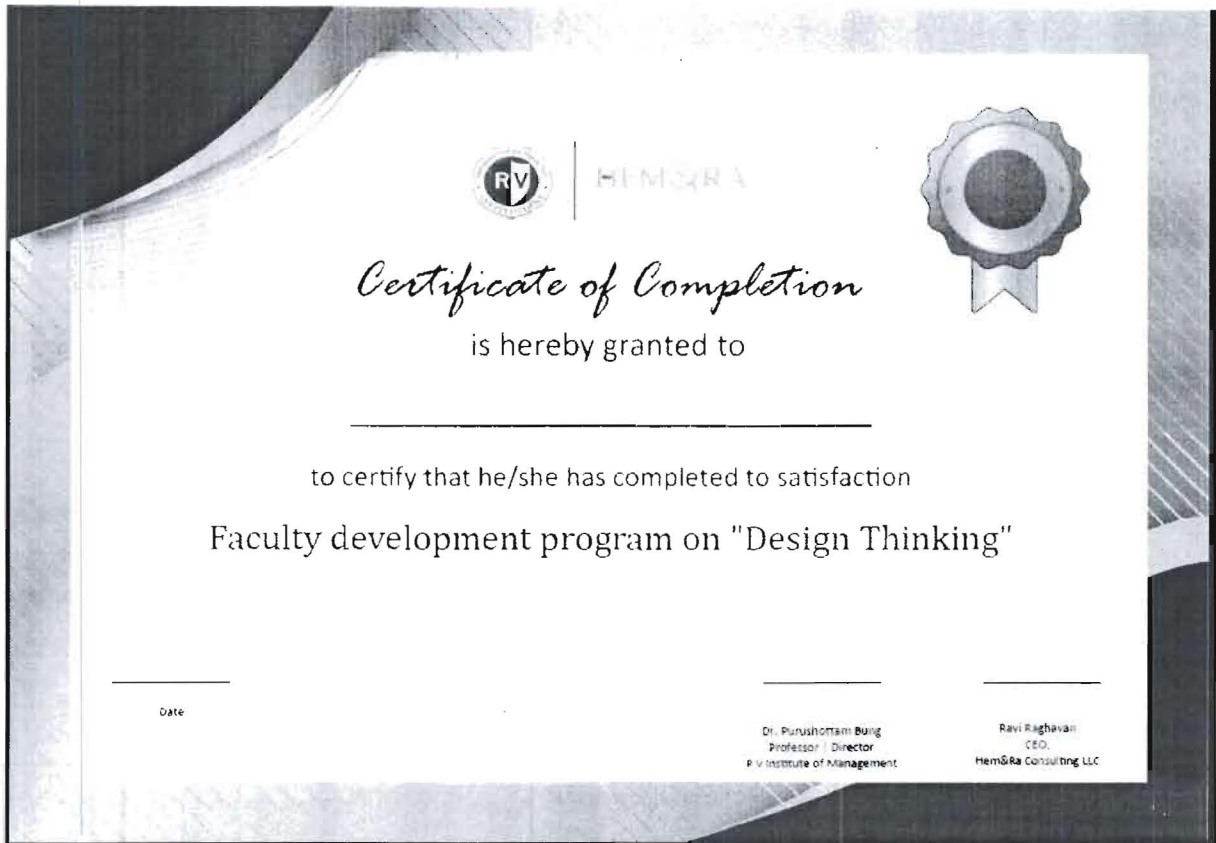 RV
HEM&RA
Certificate of Completion
is hereby granted to
to certify that he/she has completed to satisfaction
Faculty development program on "Design Thinking"
Date
Dr. Purushottam Bung
Professor | Director
R V Institute of Management
Ravi Raghavan
CEO,
Hem&Ra Consulting LLC